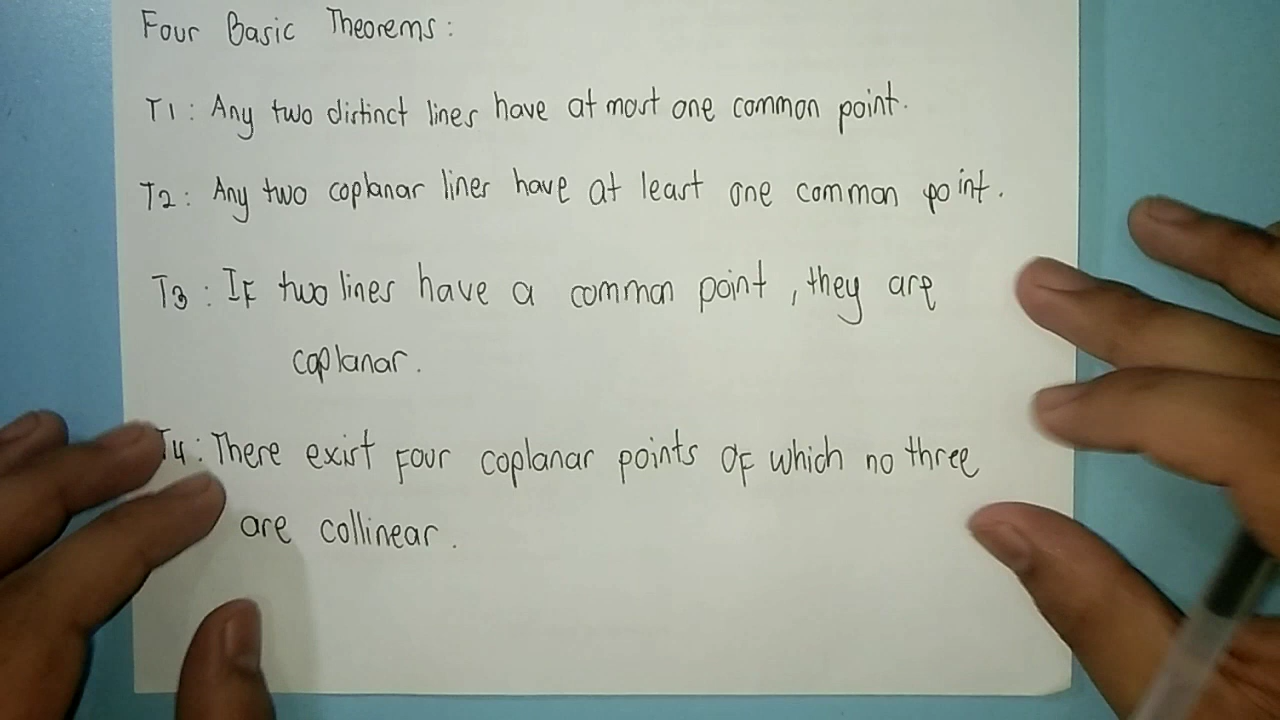 Four Basic Theorems:
T1: Any two distinct lines have at most one common point.
T2: Any two coplanar lines have at least one common point.
T3: If two lines have a common point, they are
coplanar.
T4: There exist four coplanar points of which no three
are collinear.